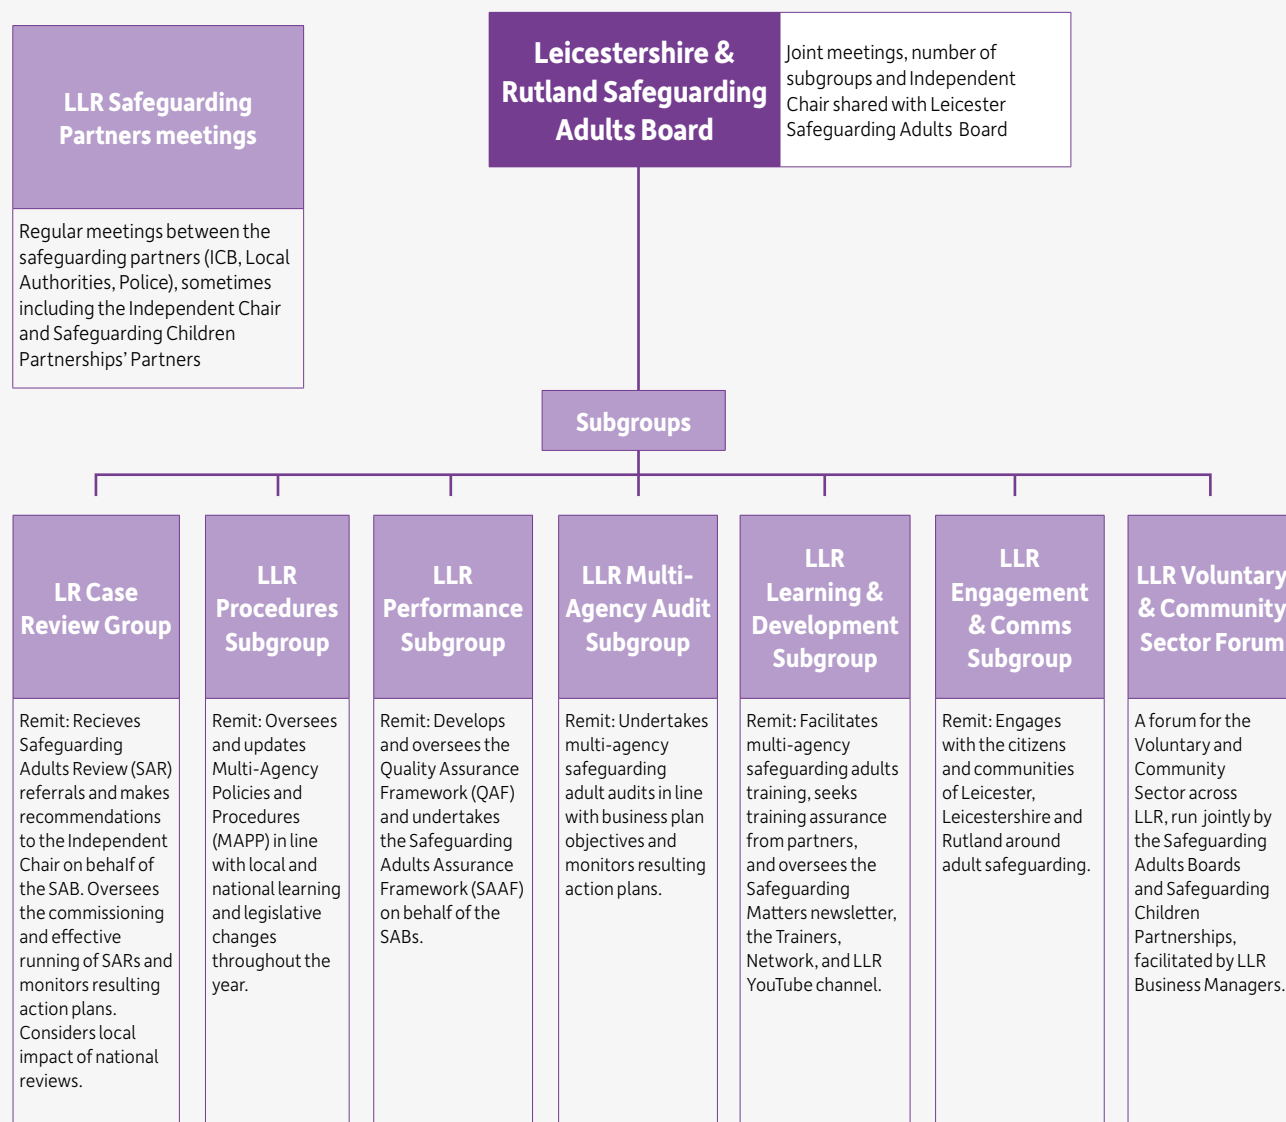 LLR Safeguarding
Partners meetings
Regular meetings between the
safeguarding partners (ICB, Local
Authorities, Police), sometimes
including the Independent Chair
and Safeguarding Children
Partnerships’ Partners
Leicestershire &
Rutland Safeguarding
Adults Board
Joint meetings, number of
subgroups and Independent
Chair shared with Leicester
Safeguarding Adults Board
Subgroups
LR Case
Review Group
Remit: Recieves
Safeguarding
Adults Review (SAR)
referrals and makes
recommendations
to the Independent
Chair on behalf of
the SAB. Oversees
the commissioning
and effective
running of SARs and
monitors resulting
action plans.
Considers local
impact of national
reviews.
LLR
Procedures
Subgroup
Remit: Oversees
and updates
Multi-Agency
Policies and
Procedures
(MAPP) in line
with local and
national learning
and legislative
changes
throughout the
year.
LLR
Performance
Subgroup
Remit: Develops
and oversees the
Quality Assurance
Framework (QAF)
and undertakes
the Safeguarding
Adults Assurance
Framework (SAAF)
on behalf of the
SABs.
LLR Multi-
Agency Audit
Subgroup
Remit: Undertakes
multi-agency
safeguarding
adult audits in line
with business plan
objectives and
monitors resulting
action plans.
LLR
Learning &
Development
Subgroup
Remit: Facilitates
multi-agency
safeguarding adults
training, seeks
training assurance
from partners,
and oversees the
Safeguarding
Matters newsletter,
the Trainers,
Network, and LLR
YouTube channel.
LLR
Engagement
& Comms
Subgroup
Remit: Engages
with the citizens
and communities
of Leicester,
Leicestershire and
Rutland around
adult safeguarding.
LLR Voluntary
& Community
Sector Forum
A forum for the
Voluntary and
Community
Sector across
LLR, run jointly by
the Safeguarding
Adults Boards
and Safeguarding
Children
Partnerships,
facilitated by LLR
Business Managers.